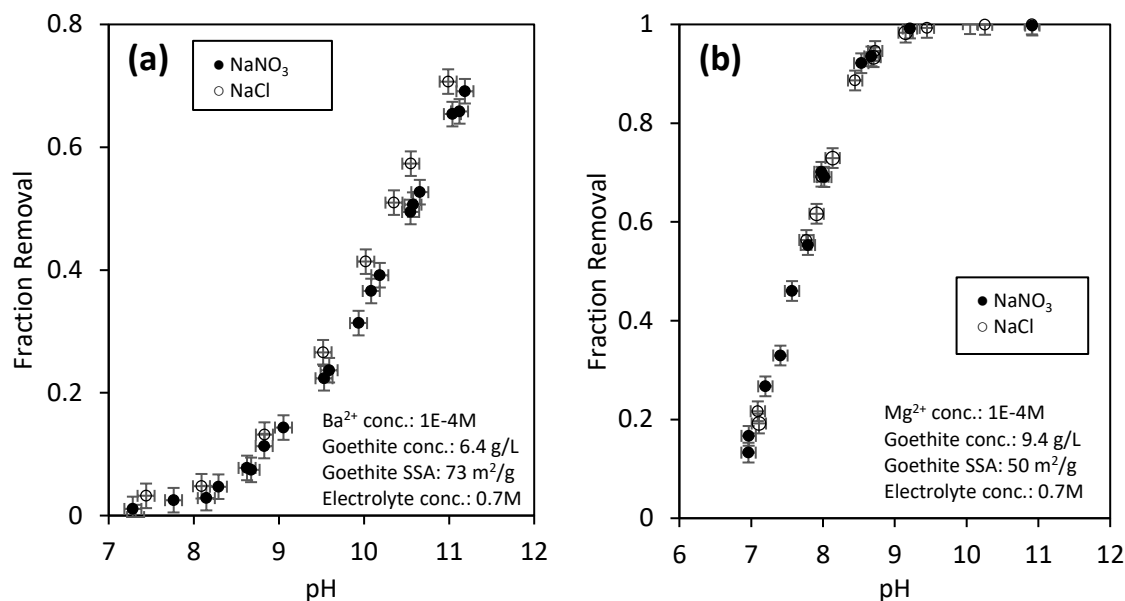 (a)
NaNO₃
NaCl
Fraction Removal
0.8
0.6
0.4
0.2
0
7 8 9 10 11 12
pH
Ba²⁺ conc.: 1E-4M
Goethite conc.: 6.4 g/L
Goethite SSA: 73 m²/g
Electrolyte conc.: 0.7M
(b)
NaNO₃
NaCl
Fraction Removal
1
0.8
0.6
0.4
0.2
0
6 7 8 9 10 11 12
pH
Mg²⁺ conc.: 1E-4M
Goethite conc.: 9.4 g/L
Goethite SSA: 50 m²/g
Electrolyte conc.: 0.7M